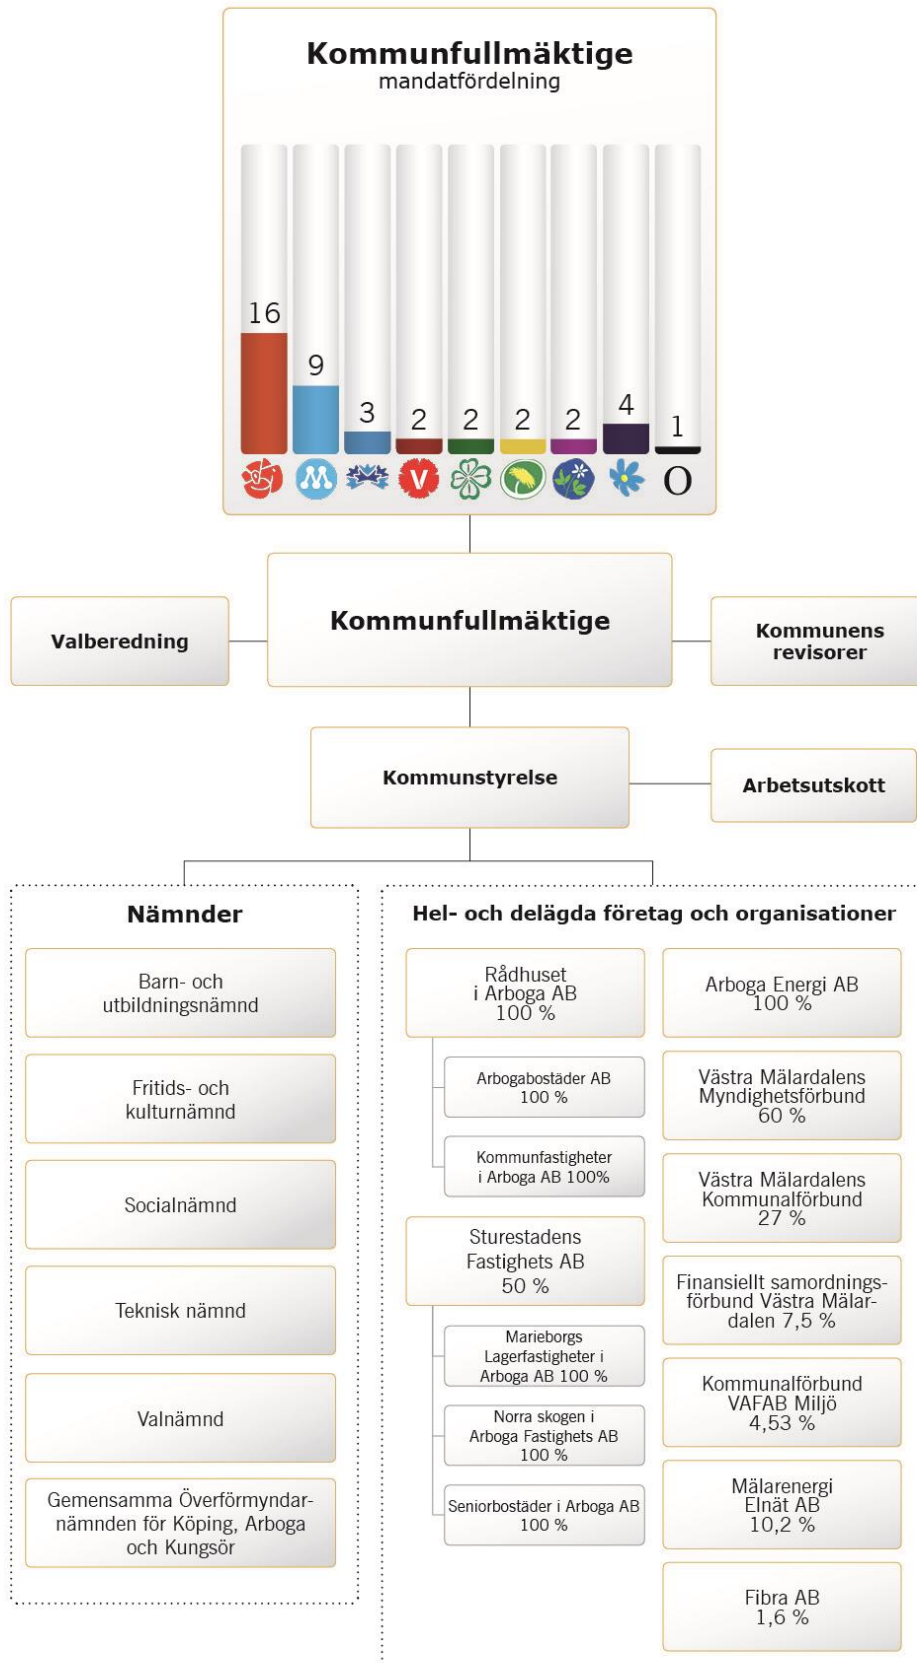 Kommunfullmäktige
mandatfördelning
16
9
3
2
2
2
2
4
1
M
V
O
Valberedning
Kommunfullmäktige
Kommunens
revisorer
Kommunstyrelse
Arbetsutskott
Nämnder
Barn- och
utbildningsnämnd
Fritids- och
kulturnämnd
Socialnämnd
Teknisk nämnd
Valnämnd
Gemensamma Överförmyndar-
nämnden för Köping, Arboga
och Kungsör
Hel- och delägda företag och organisationer
Rådhuset
i Arboga AB
100 %
Arbogabostäder AB
100 %
Kommunfastigheter
i Arboga AB 100%
Sturestadens
Fastighets AB
50 %
Marieborgs
Lagerfastigheter i
Arboga AB 100 %
Norra skogen i
Arboga Fastighets AB
100 %
Seniorbostäder i Arboga AB
100 %
Arboga Energi AB
100 %
Västra Mälardalens
Myndighetsförbund
60 %
Västra Mälardalens
Kommunalförbund
27 %
Finansiellt samordnings-
förbund Västra Mälar-
dalen 7,5 %
Kommunalförbund
VAFAB Miljö
4,53 %
Mälarenergi
Elnät AB
10,2 %
Fibra AB
1,6 %